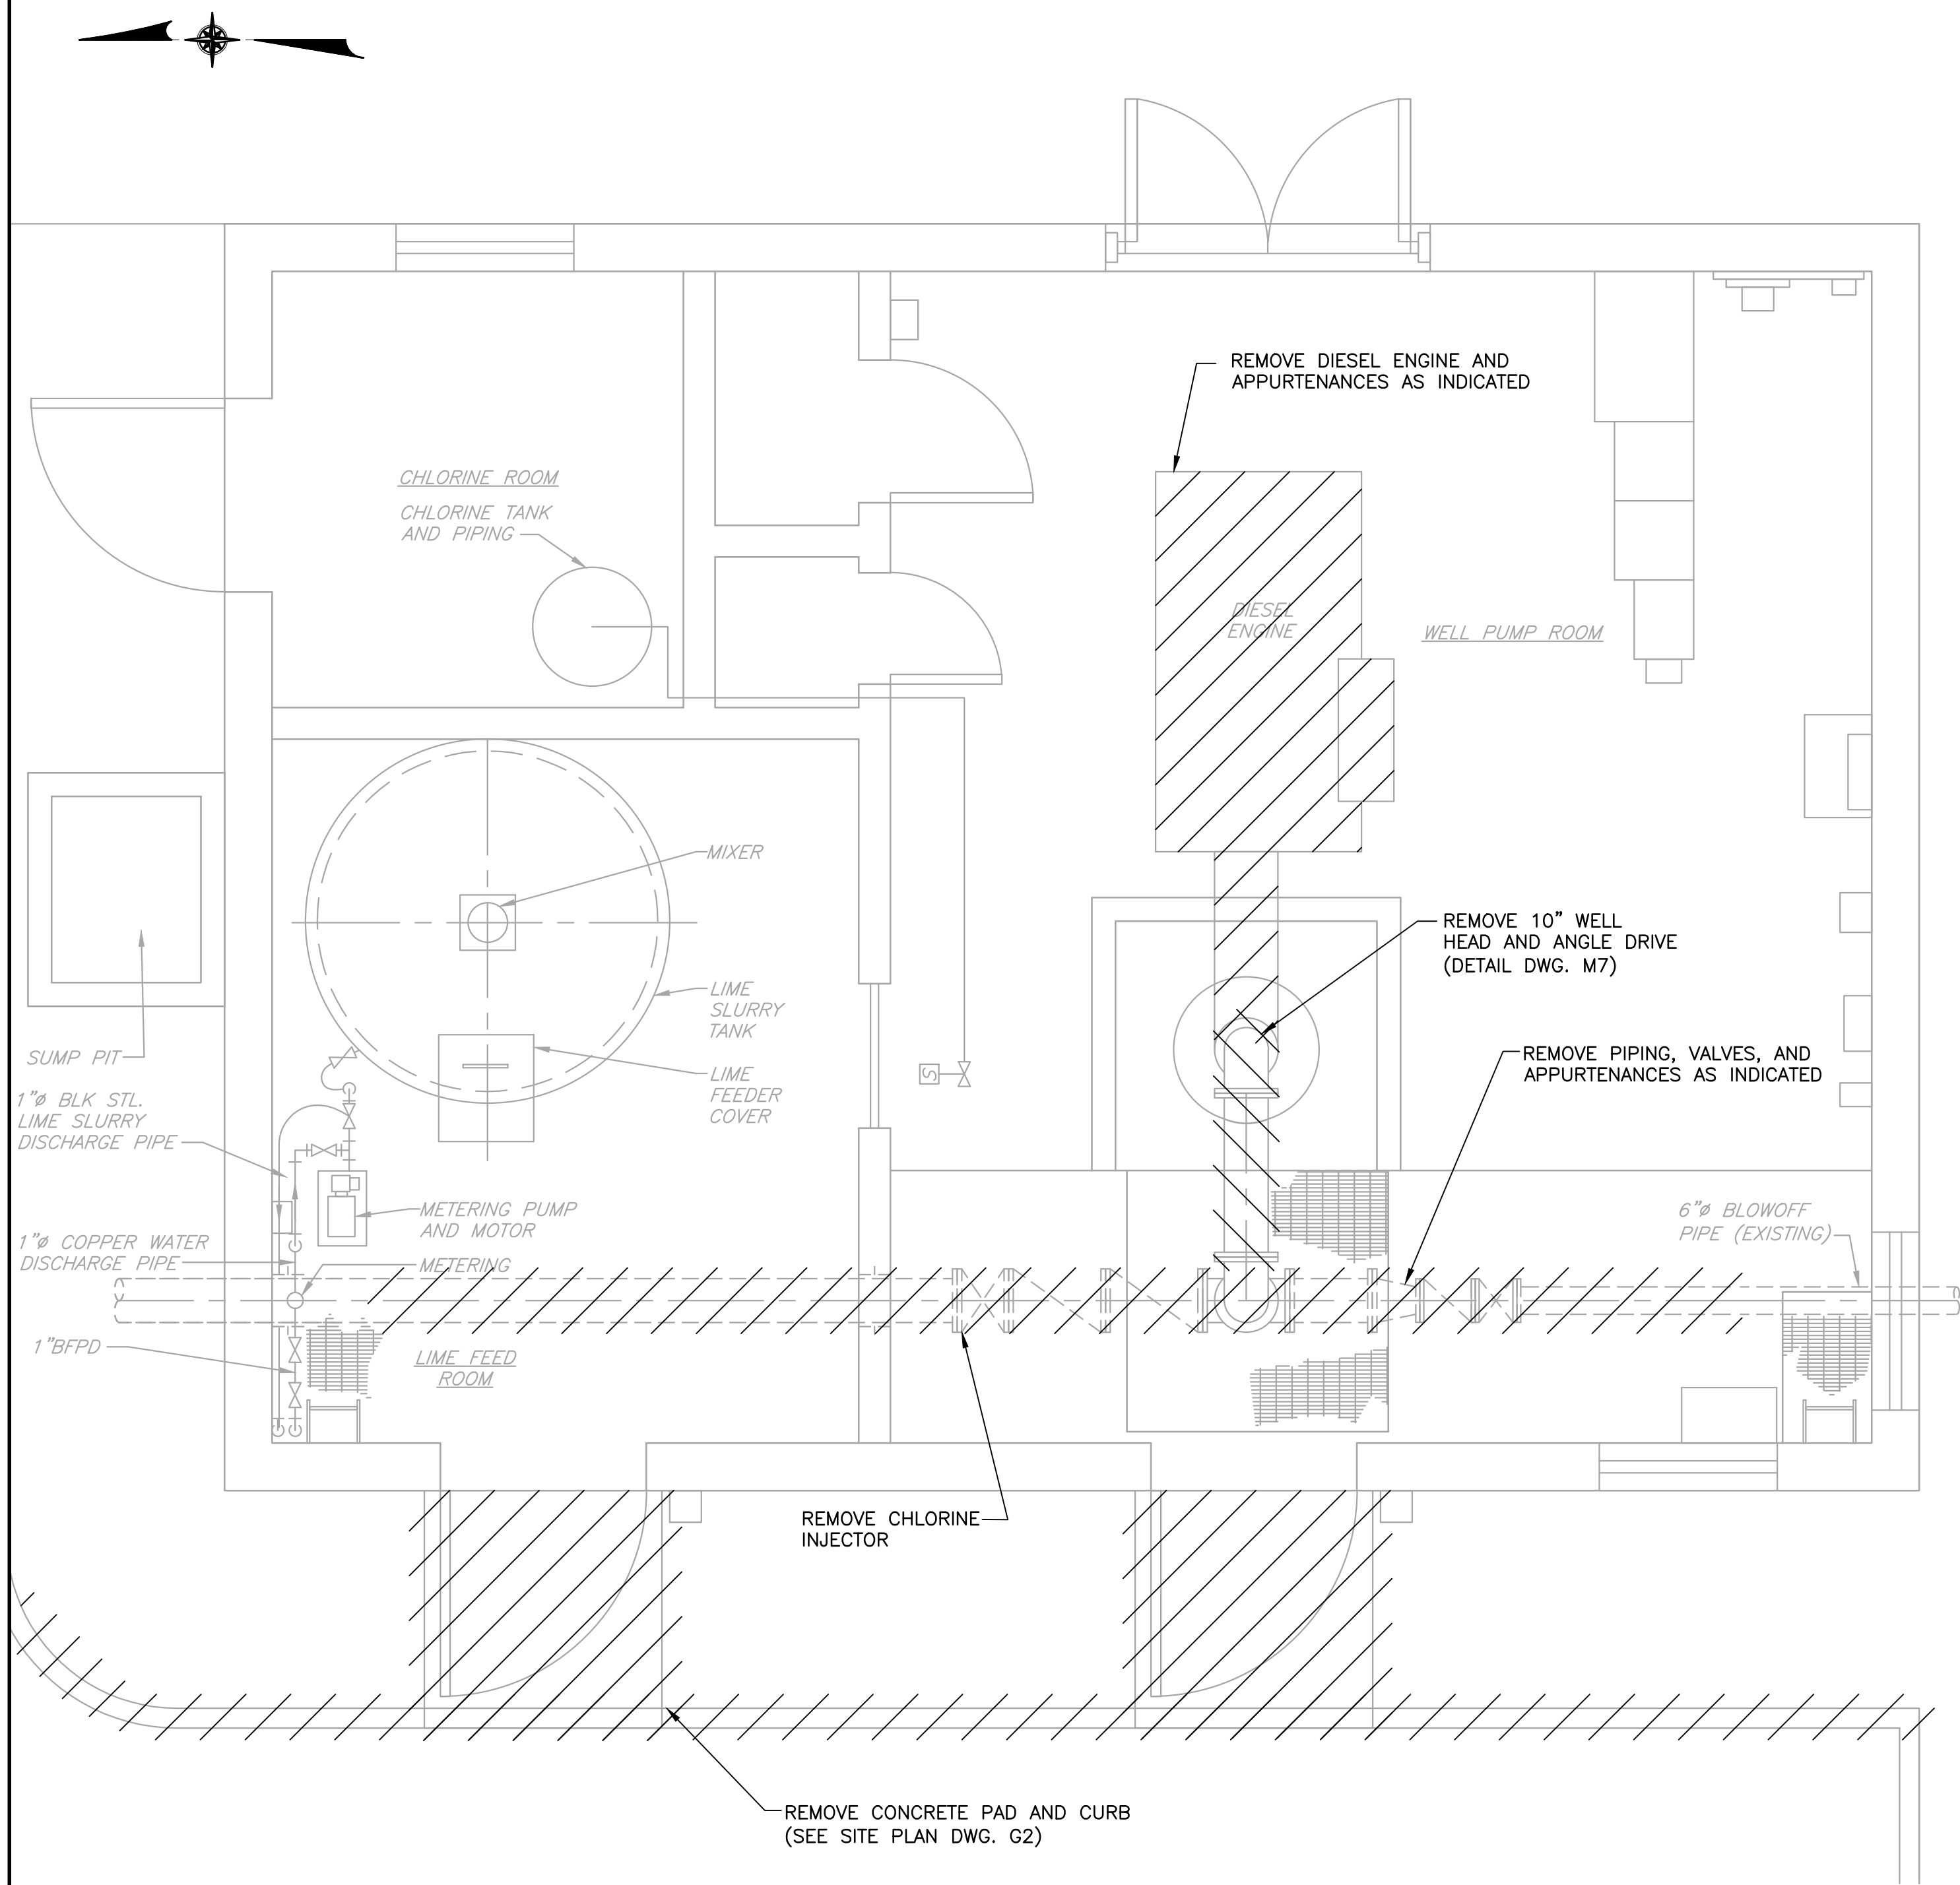 REMOVE DIESEL ENGINE AND
APPURTENANCES AS INDICATED
CHLORINE ROOM
CHLORINE TANK
AND PIPING
DIESEL
ENGINE
WELL PUMP ROOM
MIXER
REMOVE 10" WELL
HEAD AND ANGLE DRIVE
(DETAIL DWG. M7)
LIME
SLURRY
TANK
SUMP PIT
LIME
FEEDER
COVER
S
REMOVE PIPING, VALVES, AND
APPURTENANCES AS INDICATED
1"ø BLK STL.
LIME SLURRY
DISCHARGE PIPE
METERING PUMP
AND MOTOR
6"ø BLOWOFF
PIPE (EXISTING)
1"ø COPPER WATER
DISCHARGE PIPE
METERING
1"BFPD
LIME FEED
ROOM
REMOVE CHLORINE
INJECTOR
REMOVE CONCRETE PAD AND CURB
(SEE SITE PLAN DWG. G2)